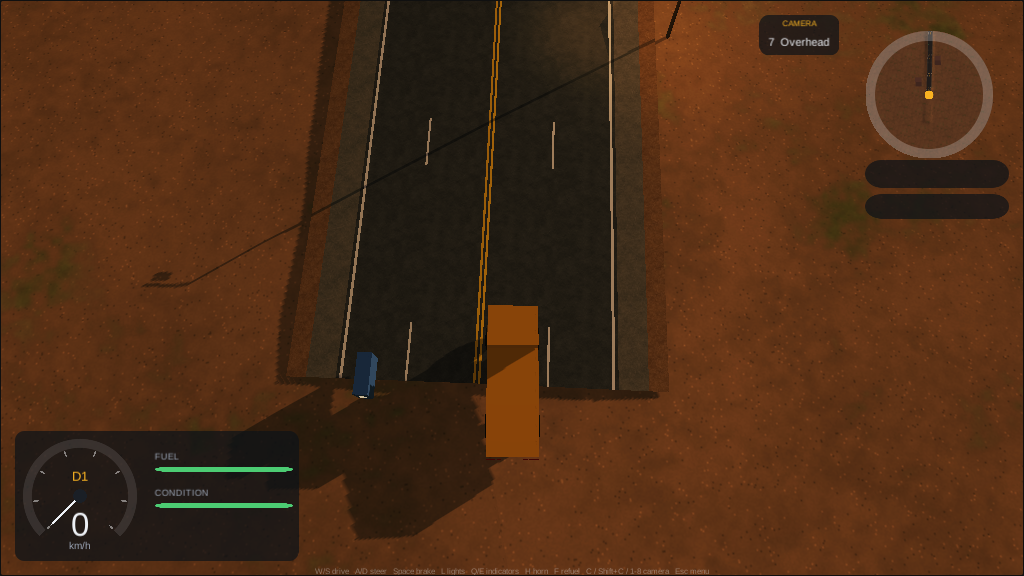 CAMERA
7 Overhead
FUEL
D1
CONDITION
0
km/h
W/S drive · A/D steer · Space brake · L lights · Q/E indicators · H horn · F refuel · C / Shift+C / 1-8 camera · Esc menu